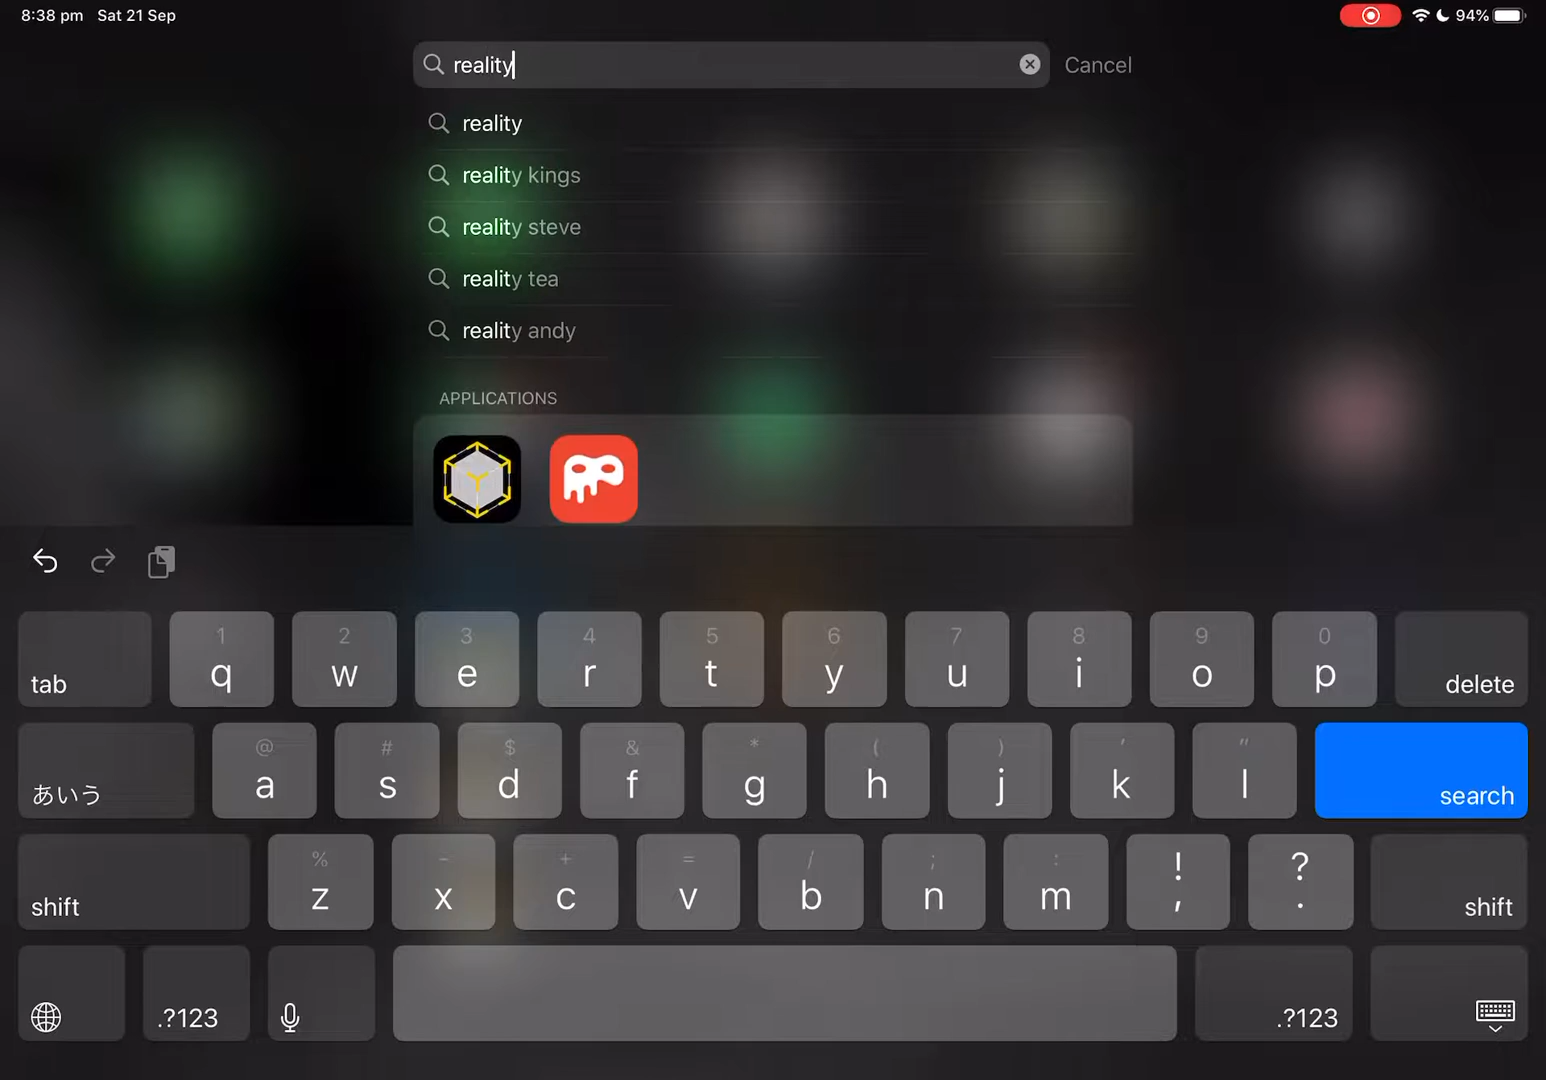 8:38 pm Sat 21 Sep
94%
reality
Cancel
reality
reality kings
reality steve
reality tea
reality andy
APPLICATIONS
1 2 3 4 5 6 7 8 9 0
tab q w e r t y u i o p delete
@ # $ & * ( ) ' "
あいう a s d f g h j k l search
% - + = / ; : ! ?
shift z x c v b n m , . shift
.?123 .?123